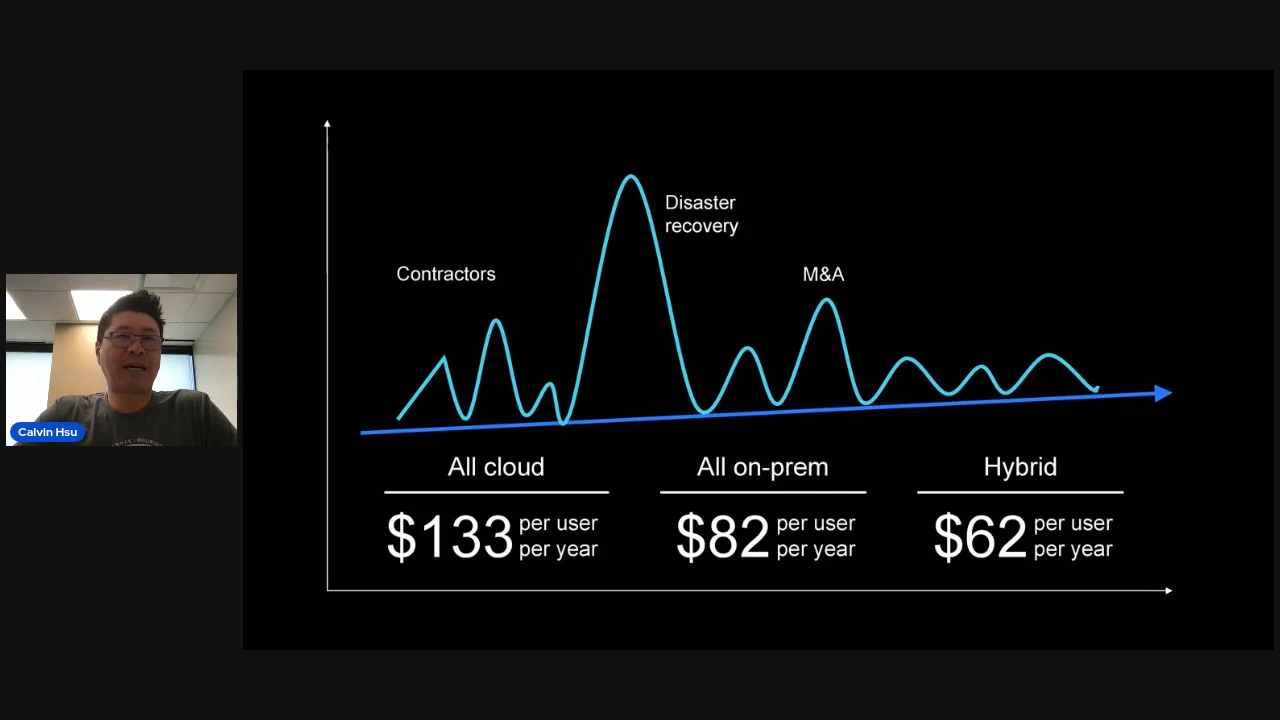 Disaster
recovery
Contractors
M&A
All cloud
All on-prem
Hybrid
$133 per user
per year
$82 per user
per year
$62 per user
per year
Calvin Hsu